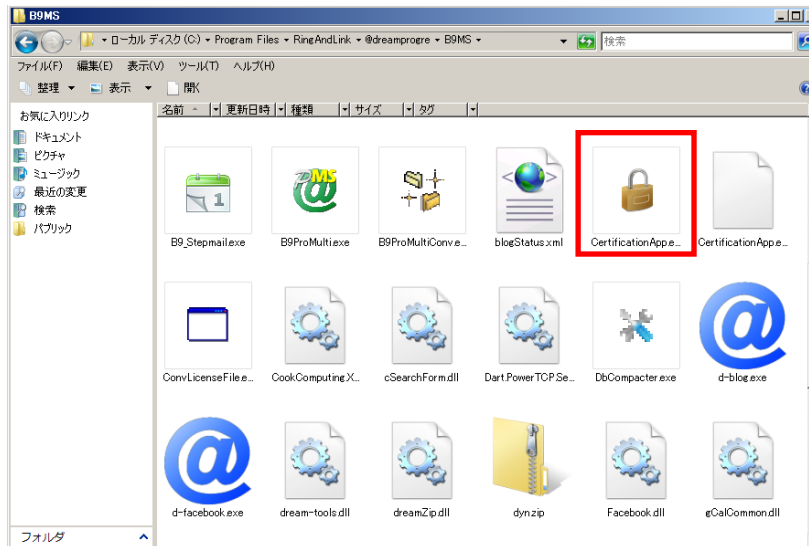 B9MS
ローカル ディスク (C:) Program Files RingAndLink @dreamprogre B9MS
検索
ファイル(F) 編集(E) 表示(V) ツール(T) ヘルプ(H)
整理 表示 開く
お気に入りリンク
ドキュメント
ピクチャ
ミュージック
最近の変更
検索
パブリック
フォルダ
名前 更新日時 種類 サイズ タグ
B9_Stepmail.exe B9ProMulti.exe B9ProMultiConv.e... blogStatus.xml CertificationApp.e... CertificationApp.e...
ConvLicenseFile.e... CookComputing.X... cSearchForm.dll Dart.PowerTCP.Se... DbCompacter.exe d-blog.exe
d-facebook.exe dream-tools.dll dreamZip.dll dyn.zip Facebook.dll gCalCommon.dll